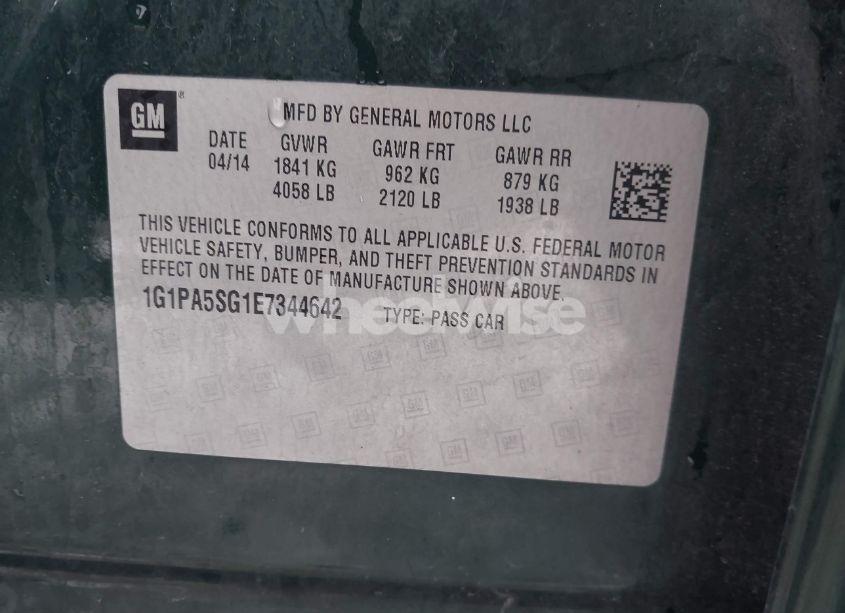 GM ®
MFD BY GENERAL MOTORS LLC
DATE GVWR GAWR FRT GAWR RR
04/14 1841 KG 962 KG 879 KG
4058 LB 2120 LB 1938 LB
THIS VEHICLE CONFORMS TO ALL APPLICABLE U.S. FEDERAL MOTOR
VEHICLE SAFETY, BUMPER, AND THEFT PREVENTION STANDARDS IN
EFFECT ON THE DATE OF MANUFACTURE SHOWN ABOVE.
1G1PA5SG1E7344642 TYPE: PASS CAR
wheelwise